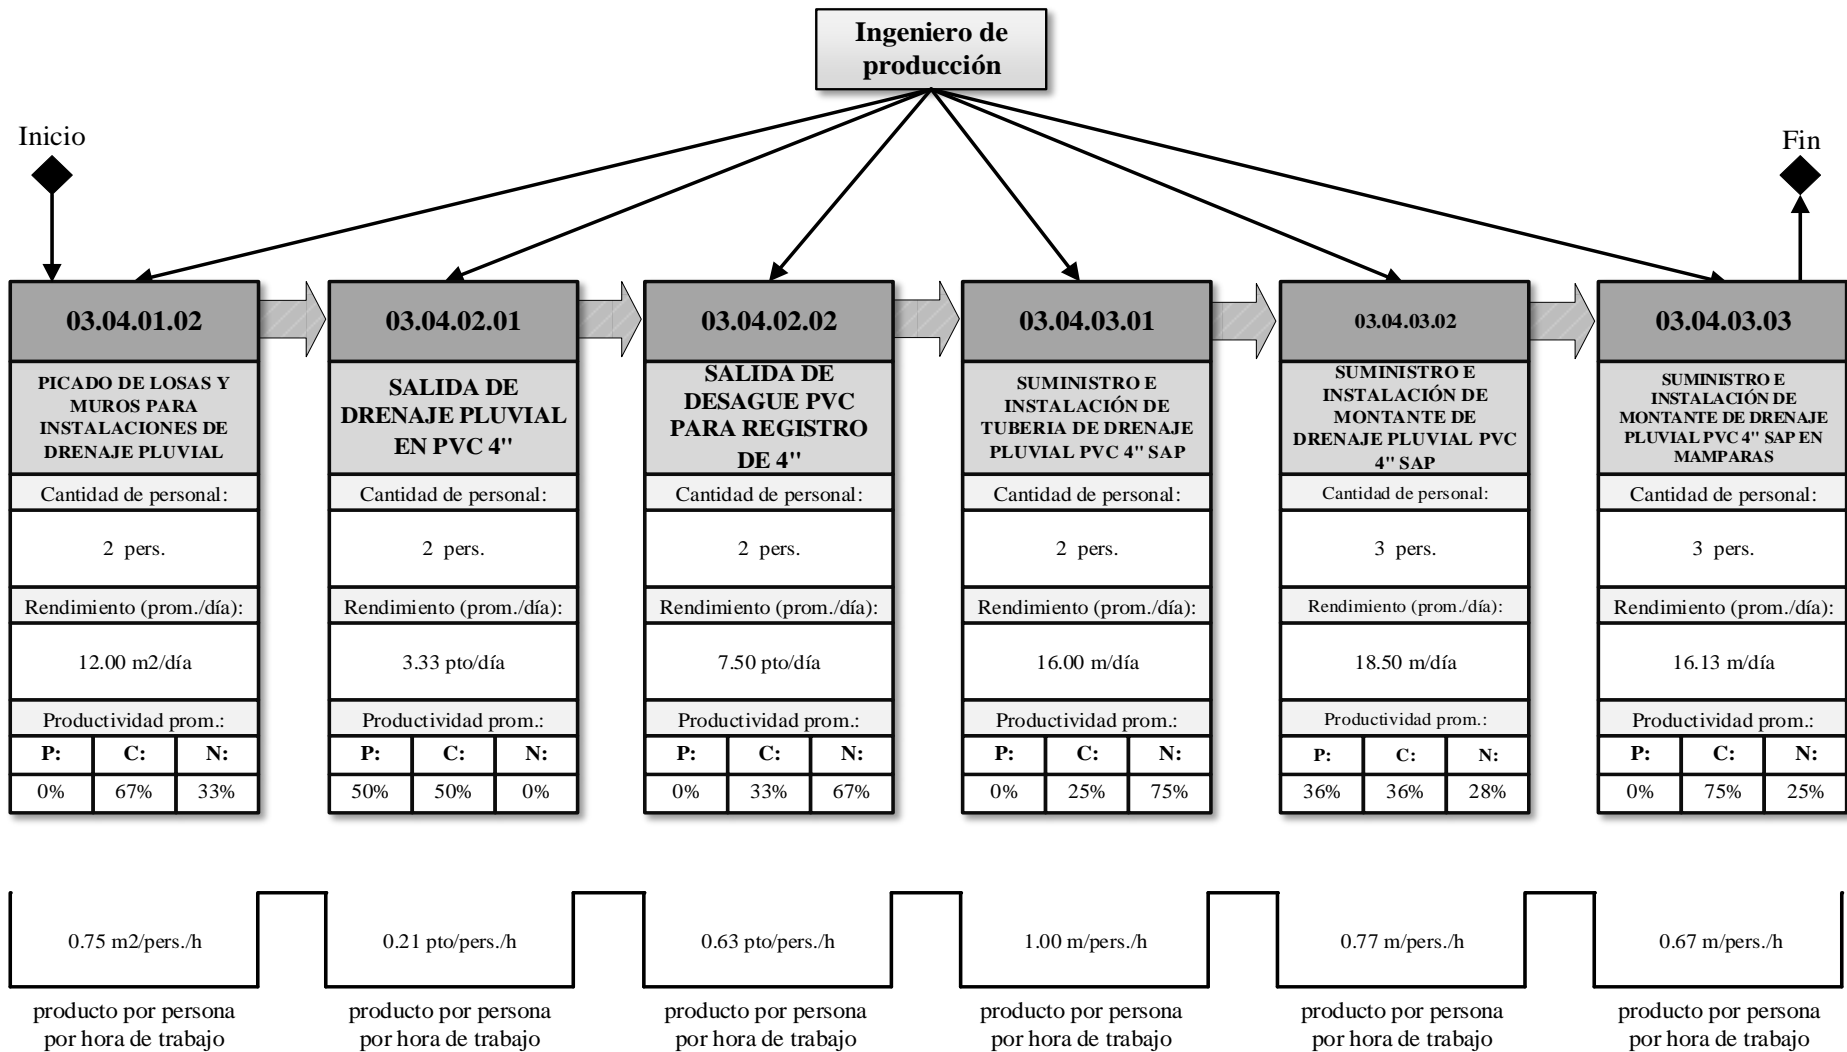 Ingeniero de
producción
Inicio
Fin
03.04.01.02
PICADO DE LOSAS Y
MUROS PARA
INSTALACIONES DE
DRENAJE PLUVIAL
Cantidad de personal:
2 pers.
Rendimiento (prom./día):
12.00 m2/día
Productividad prom.:
P: C: N:
0% 67% 33%
03.04.02.01
SALIDA DE
DRENAJE PLUVIAL
EN PVC 4"
Cantidad de personal:
2 pers.
Rendimiento (prom./día):
3.33 pto/día
Productividad prom.:
P: C: N:
50% 50% 0%
03.04.02.02
SALIDA DE
DESAGUE PVC
PARA REGISTRO
DE 4"
Cantidad de personal:
2 pers.
Rendimiento (prom./día):
7.50 pto/día
Productividad prom.:
P: C: N:
0% 33% 67%
03.04.03.01
SUMINISTRO E
INSTALACIÓN DE
TUBERIA DE DRENAJE
PLUVIAL PVC 4" SAP
Cantidad de personal:
2 pers.
Rendimiento (prom./día):
16.00 m/día
Productividad prom.:
P: C: N:
0% 25% 75%
03.04.03.02
SUMINISTRO E
INSTALACIÓN DE
MONTANTE DE
DRENAJE PLUVIAL PVC
4" SAP
Cantidad de personal:
3 pers.
Rendimiento (prom./día):
18.50 m/día
Productividad prom.:
P: C: N:
36% 36% 28%
03.04.03.03
SUMINISTRO E
INSTALACIÓN DE
MONTANTE DE DRENAJE
PLUVIAL PVC 4" SAP EN
MAMPARAS
Cantidad de personal:
3 pers.
Rendimiento (prom./día):
16.13 m/día
Productividad prom.:
P: C: N:
0% 75% 25%
0.75 m2/pers./h
producto por persona
por hora de trabajo
0.21 pto/pers./h
producto por persona
por hora de trabajo
0.63 pto/pers./h
producto por persona
por hora de trabajo
1.00 m/pers./h
producto por persona
por hora de trabajo
0.77 m/pers./h
producto por persona
por hora de trabajo
0.67 m/pers./h
producto por persona
por hora de trabajo